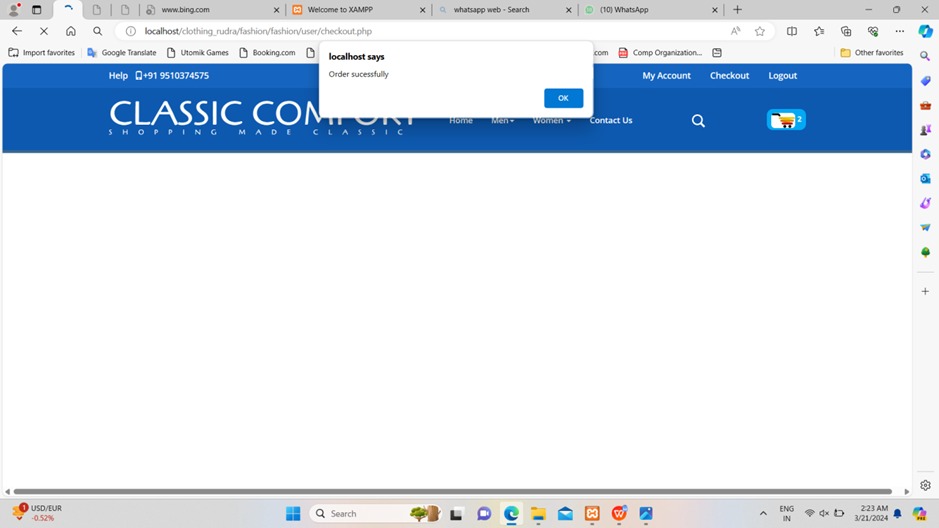 www.bing.com
Welcome to XAMPP
whatsapp web - Search
(10) WhatsApp
localhost/clothing_rudra/fashion/fashion/user/checkout.php
Import favorites
Google Translate
Utomik Games
Booking.com
.com
Comp Organization...
Other favorites
localhost says
Order sucessfully
OK
Help +91 9510374575
My Account
Checkout
Logout
CLASSIC COMFORT
SHOPPING MADE CLASSIC
Home
Men
Women
Contact Us
2
1
USD/EUR
-0.52%
Search
ENG
IN
2:23 AM
3/21/2024